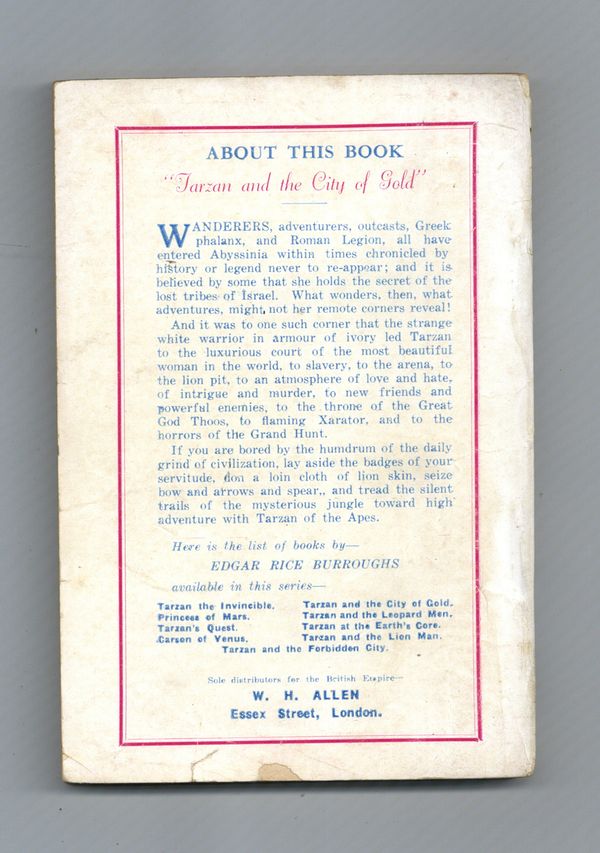 ABOUT THIS BOOK
"Tarzan and the City of Gold"
WANDERERS, adventurers, outcasts, Greek
phalanx, and Roman Legion, all have
entered Abyssinia within times chronicled by
history or legend never to re-appear; and it is
believed by some that she holds the secret of the
lost tribes of Israel. What wonders, then, what
adventures, might, not her remote corners reveal!
And it was to one such corner that the strange
white warrior in armour of ivory led Tarzan
to the luxurious court of the most beautiful
woman in the world, to slavery, to the arena, to
the lion pit, to an atmosphere of love and hate,
of intrigue and murder, to new friends and
powerful enemies, to the throne of the Great
God Thoos, to flaming Xarator, and to the
horrors of the Grand Hunt.
If you are bored by the humdrum of the daily
grind of civilization, lay aside the badges of your
servitude, don a loin cloth of lion skin, seize
bow and arrows and spear,, and tread the silent
trails of the mysterious jungle toward high
adventure with Tarzan of the Apes.
Here is the list of books by—
EDGAR RICE BURROUGHS
available in this series—
Tarzan the Invincible. Tarzan and the City of Gold.
Princess of Mars. Tarzan and the Leopard Men.
Tarzan's Quest. Tarzan at the Earth's Core.
Carson of Venus. Tarzan and the Lion Man.
Tarzan and the Forbidden City.
Sole distributors for the British Empire—
W. H. ALLEN
Essex Street, London.